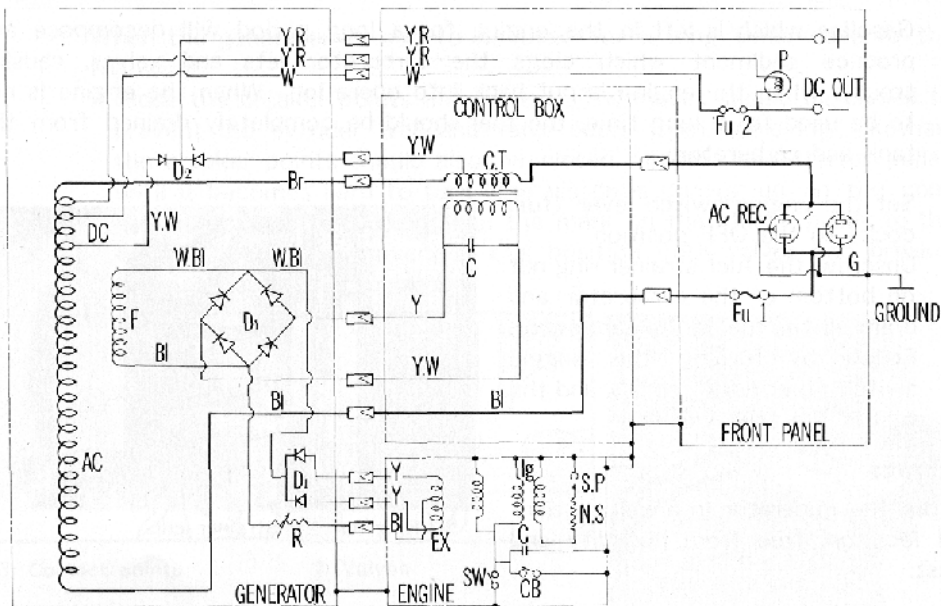 Y.R Y.R
Y.R Y.R
W W
P
DC OUT
CONTROL BOX
Fu 2
Y.W
C.T
D2
Br
AC REC
DC Y.W
W.Bl W.Bl
C
G
F
D1
Y
Fu 1
GROUND
Bl
Y.W
Bl Bl
FRONT PANEL
AC
Y
Ug
S.P
D1
Y
N.S
Bl
R
EX
C
SW
CB
GENERATOR
ENGINE